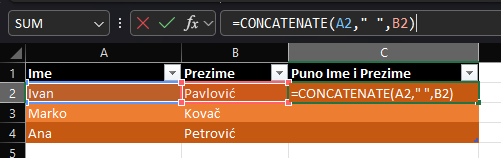 SUM =CONCATENATE(A2," ",B2)
A B C
1 Ime Prezime Puno Ime i Prezime
2 Ivan Pavlović =CONCATENATE(A2," ",B2)
3 Marko Kovač
4 Ana Petrović
5